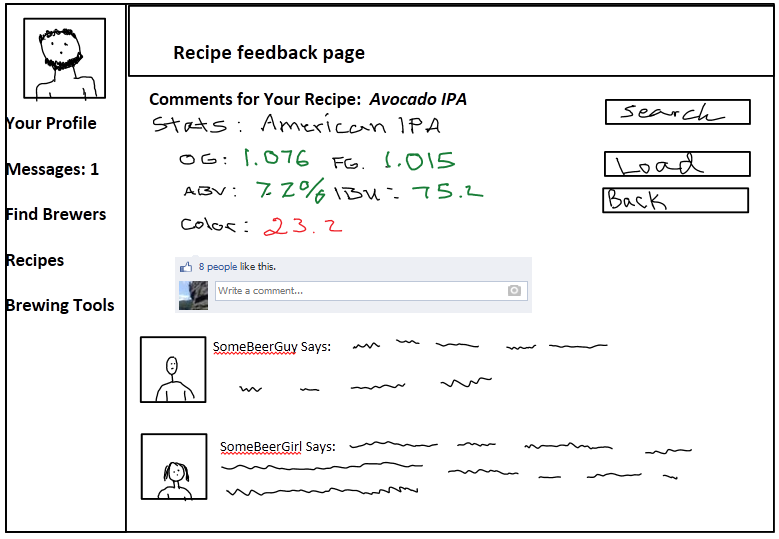 Recipe feedback page
Your Profile
Messages: 1
Find Brewers
Recipes
Brewing Tools
Comments for Your Recipe: Avocado IPA
Stats: American IPA
OG: 1.076 FG. 1.015
ABV: 7.2% IBU: 75.2
Color: 23.2
Search
Load
Back
8 people like this.
Write a comment...
SomeBeerGuy Says:
SomeBeerGirl Says: